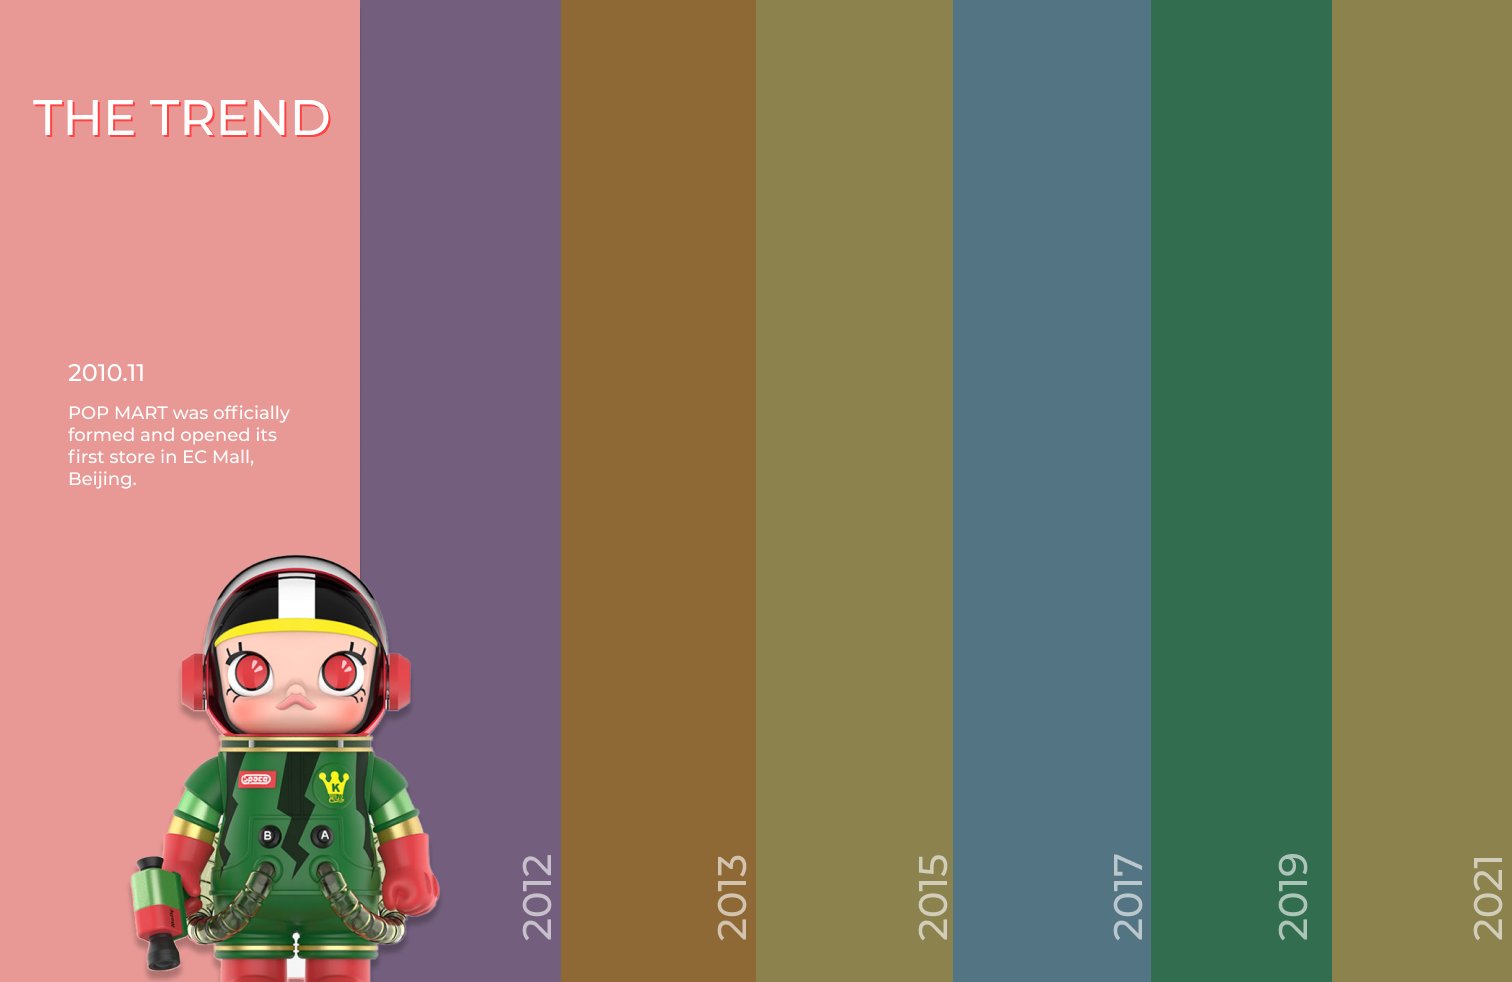 THE TREND
2010.11
POP MART was officially
formed and opened its
first store in EC Mall,
Beijing.
Space
K
B
A
2012
2013
2015
2017
2019
2021